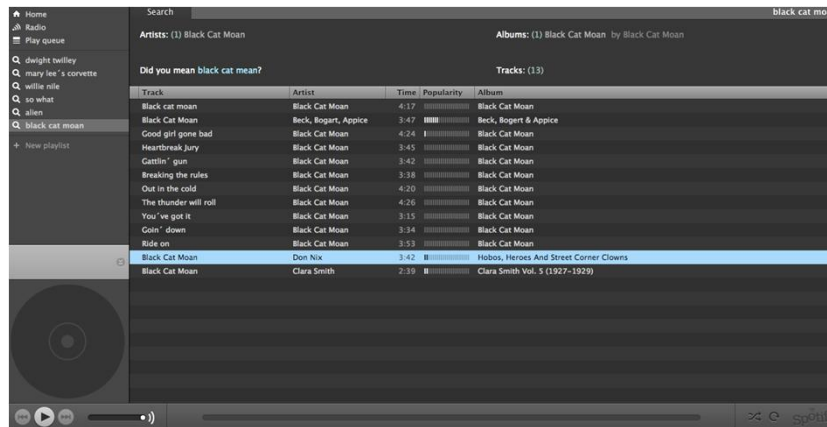 Home
Radio
Play queue
dwight twilley
mary lee´s corvette
willie nile
so what
alien
black cat moan
+ New playlist
Search
black cat mo
Artists: (1) Black Cat Moan
Albums: (1) Black Cat Moan by Black Cat Moan
Did you mean black cat mean?
Tracks: (13)
Track Artist Time Popularity Album
Black cat moan Black Cat Moan 4:17 Black Cat Moan
Black Cat Moan Beck, Bogart, Appice 3:47 Beck, Bogert & Appice
Good girl gone bad Black Cat Moan 4:24 Black Cat Moan
Heartbreak Jury Black Cat Moan 3:45 Black Cat Moan
Gattlin´ gun Black Cat Moan 3:42 Black Cat Moan
Breaking the rules Black Cat Moan 3:38 Black Cat Moan
Out in the cold Black Cat Moan 4:20 Black Cat Moan
The thunder will roll Black Cat Moan 4:26 Black Cat Moan
You´ve got it Black Cat Moan 3:15 Black Cat Moan
Goin´ down Black Cat Moan 3:34 Black Cat Moan
Ride on Black Cat Moan 3:53 Black Cat Moan
Black Cat Moan Don Nix 3:42 Hobos, Heroes And Street Corner Clowns
Black Cat Moan Clara Smith 2:39 Clara Smith Vol. 5 (1927-1929)